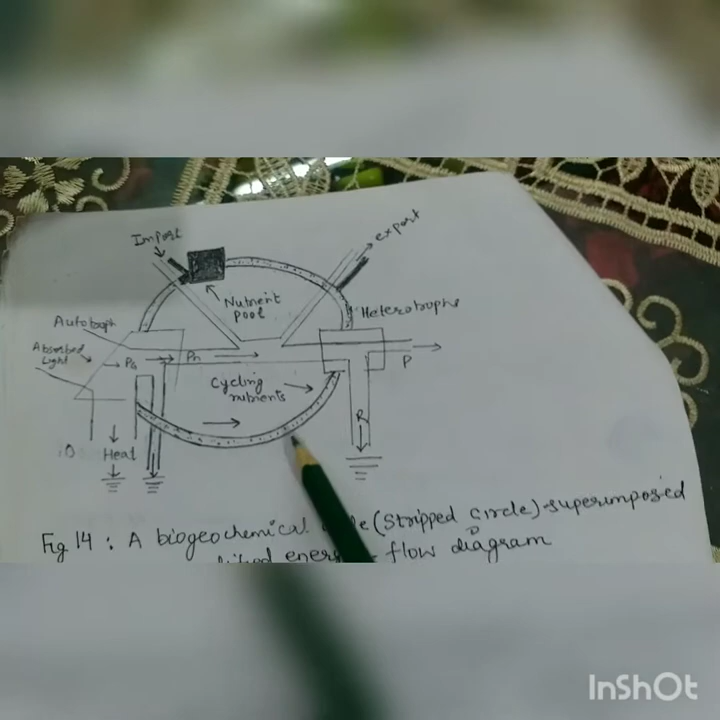 Import
export
Nutrient
pool
Heterotrophs
Autotroph
Absorbed
Light
PG
Pn
P
Cycling
nutrients
R
Heat
Fig 14 : A biogeochemical (Stripped Circle) superimposed
flow diagram
InShOt